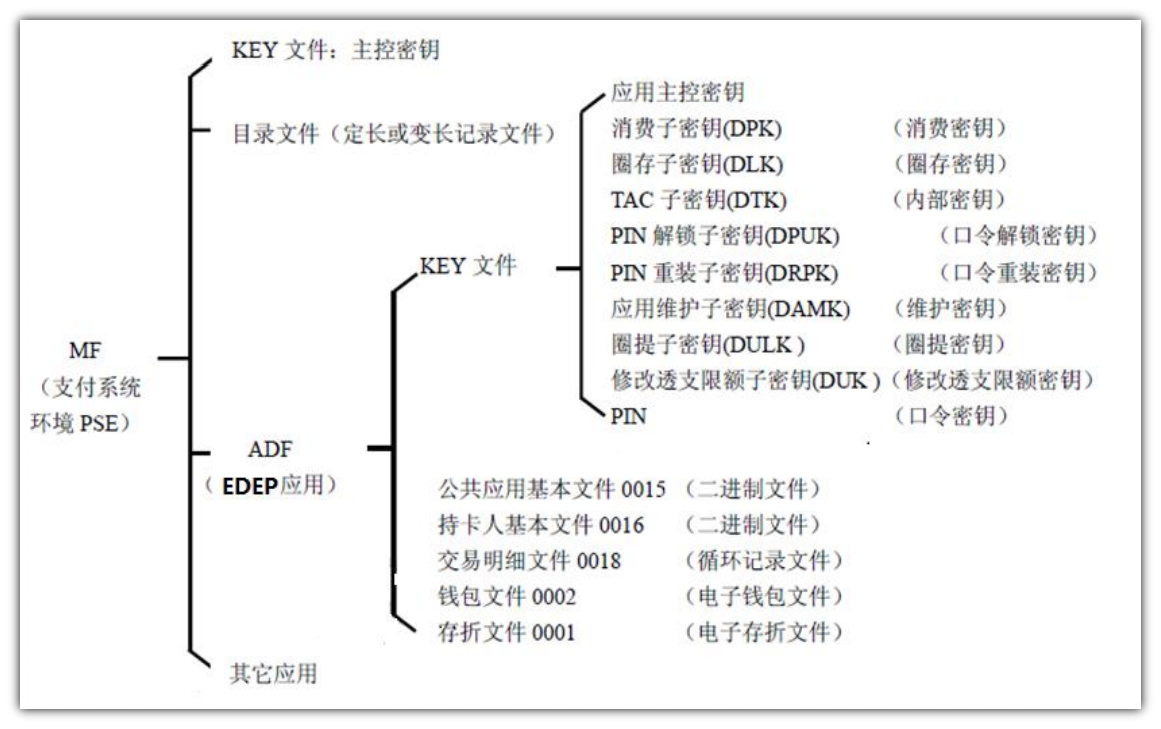 KEY 文件：主控密钥
目录文件（定长或变长记录文件）
MF
（支付系统
环境 PSE）
ADF
（ EDEP应用）
KEY 文件
应用主控密钥
消费子密钥(DPK) （消费密钥）
圈存子密钥(DLK) （圈存密钥）
TAC 子密钥(DTK) （内部密钥）
PIN 解锁子密钥(DPUK) （口令解锁密钥）
PIN 重装子密钥(DRPK) （口令重装密钥）
应用维护子密钥(DAMK) （维护密钥）
圈提子密钥(DULK ) （圈提密钥）
修改透支限额子密钥(DUK )（修改透支限额密钥）
PIN （口令密钥）
公共应用基本文件 0015 （二进制文件）
持卡人基本文件 0016 （二进制文件）
交易明细文件 0018 （循环记录文件）
钱包文件 0002 （电子钱包文件）
存折文件 0001 （电子存折文件）
其它应用